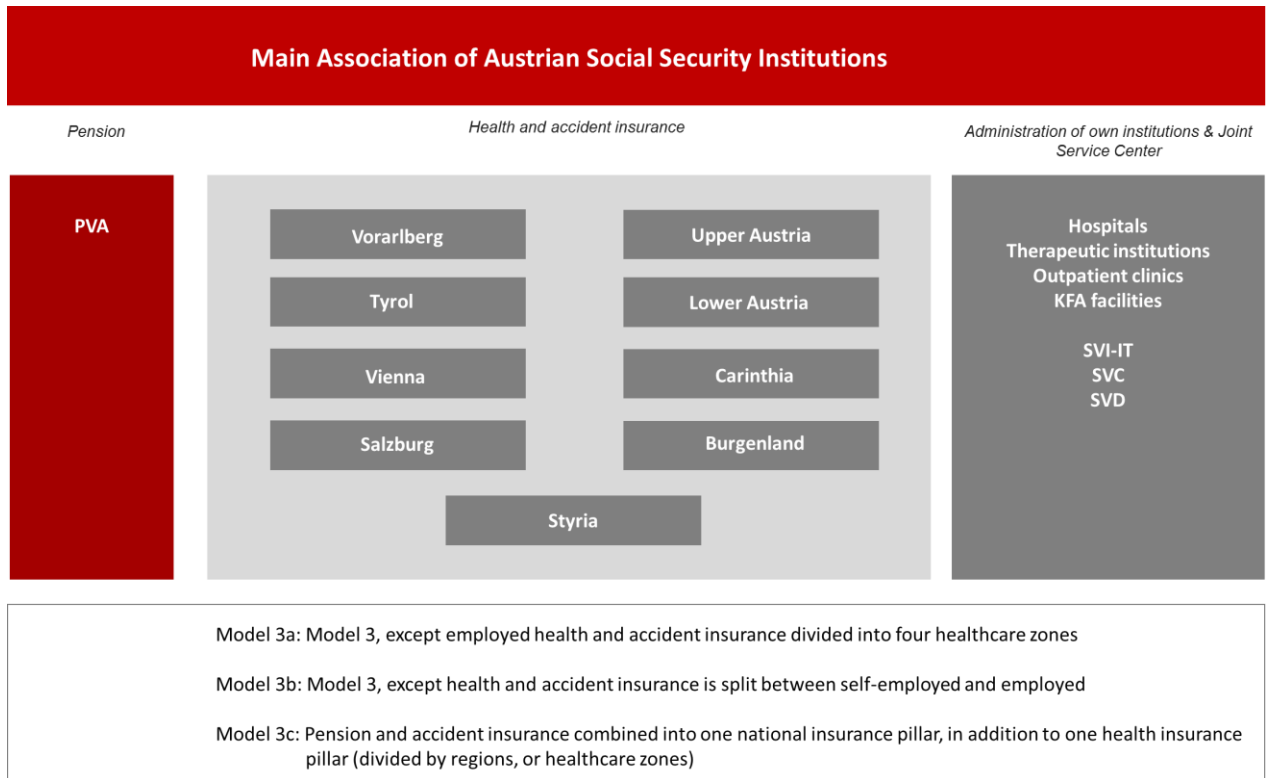 Main Association of Austrian Social Security Institutions
Pension
Health and accident insurance
Administration of own institutions & Joint
Service Center
PVA
Vorarlberg
Upper Austria
Tyrol
Lower Austria
Vienna
Carinthia
Salzburg
Burgenland
Styria
Hospitals
Therapeutic institutions
Outpatient clinics
KFA facilities
SVI-IT
SVC
SVD
Model 3a: Model 3, except employed health and accident insurance divided into four healthcare zones
Model 3b: Model 3, except health and accident insurance is split between self-employed and employed
Model 3c: Pension and accident insurance combined into one national insurance pillar, in addition to one health insurance
pillar (divided by regions, or healthcare zones)